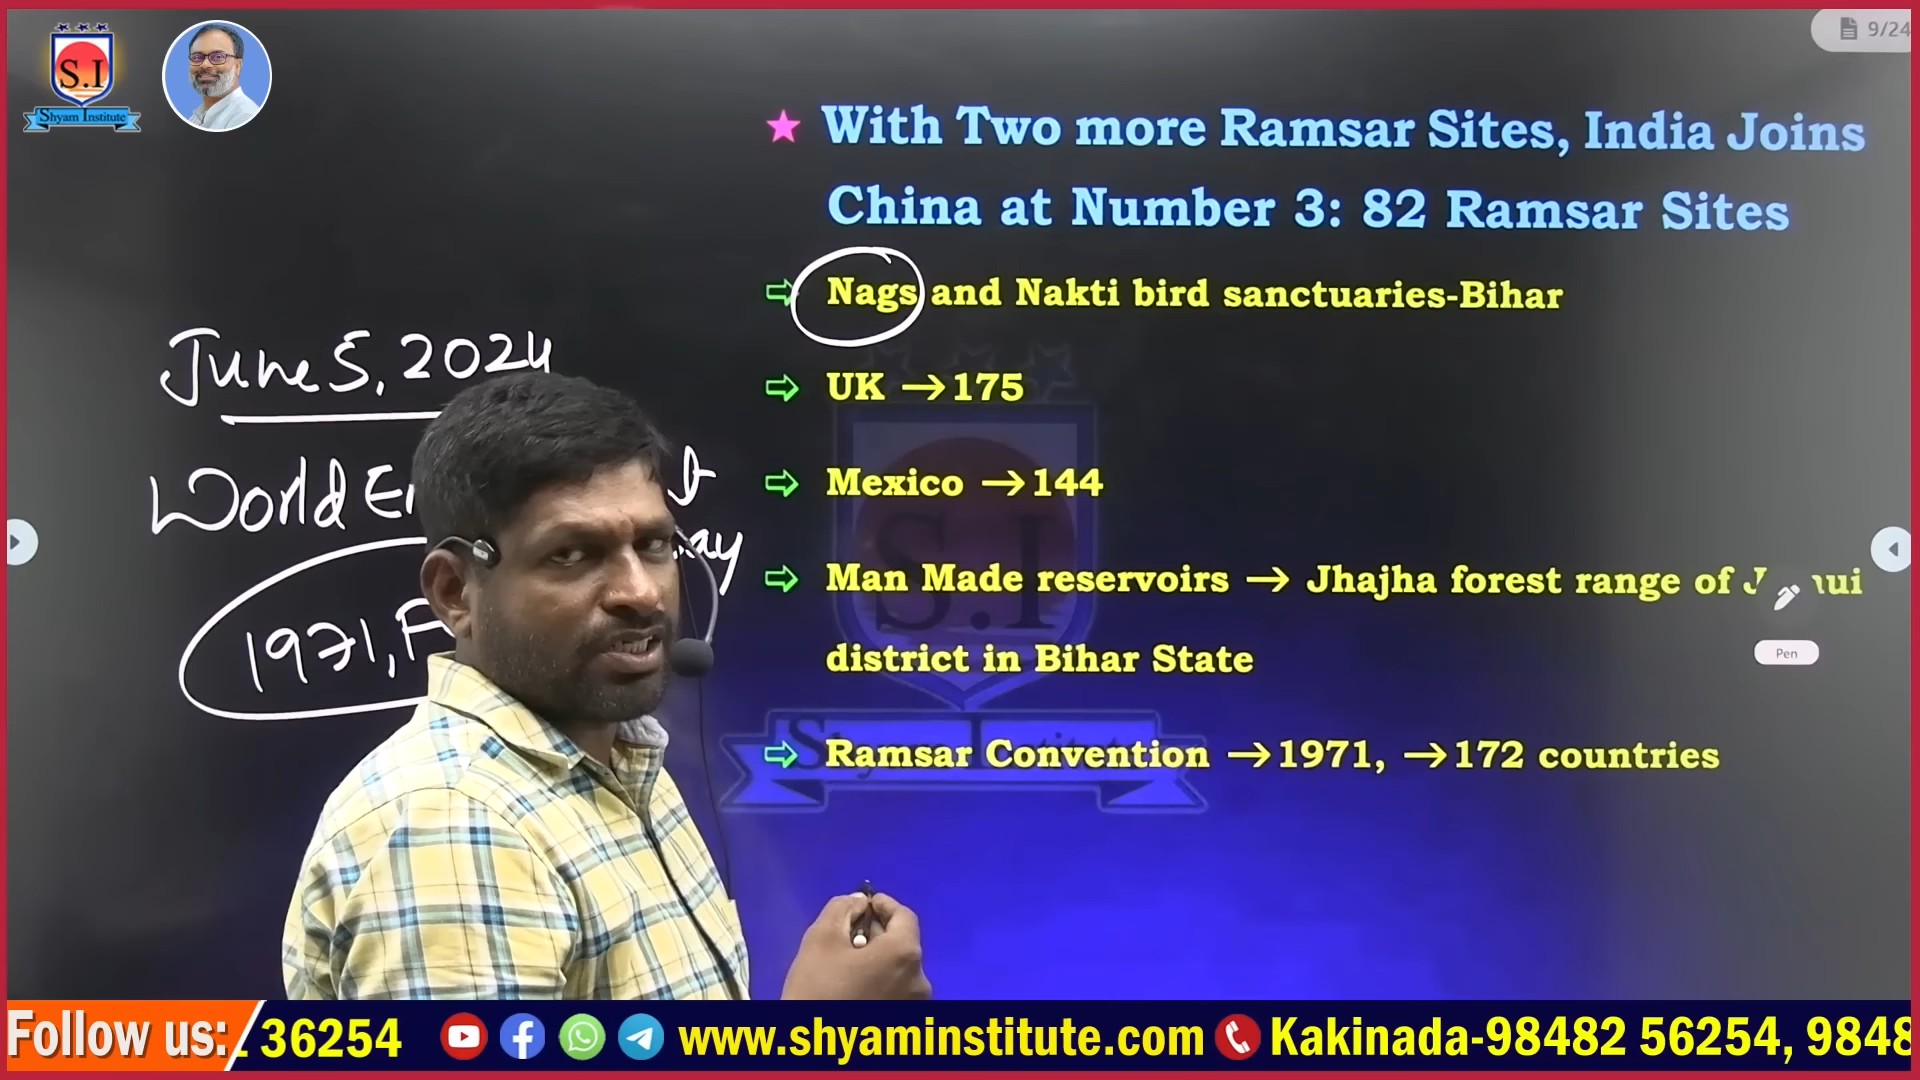 S.I
Shyam Institute
9/24
With Two more Ramsar Sites, India Joins
China at Number 3: 82 Ramsar Sites
Nags and Nakti bird sanctuaries-Bihar
UK →175
Mexico →144
Man Made reservoirs → Jhajha forest range of
district in Bihar State
Ramsar Convention →1971, →172 countries
June 5, 2024
World
1971,
Pen
S.I
Follow us:
36254
www.shyaminstitute.com
Kakinada-98482 56254, 9848